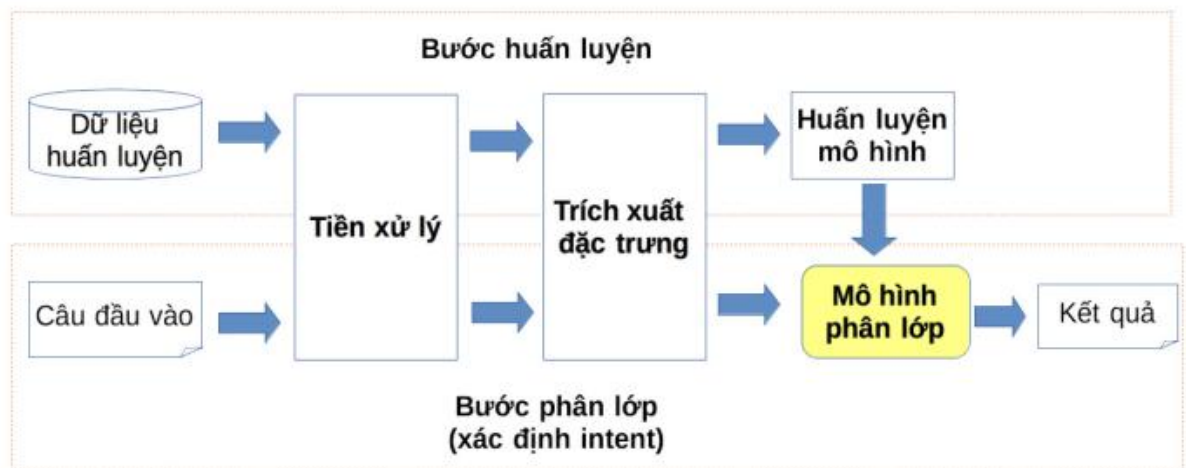 Bước huấn luyện
Dữ liệu
huấn luyện
Tiền xử lý
Trích xuất
đặc trưng
Huấn luyện
mô hình
Câu đầu vào
Mô hình
phân lớp
Kết quả
Bước phân lớp
(xác định intent)